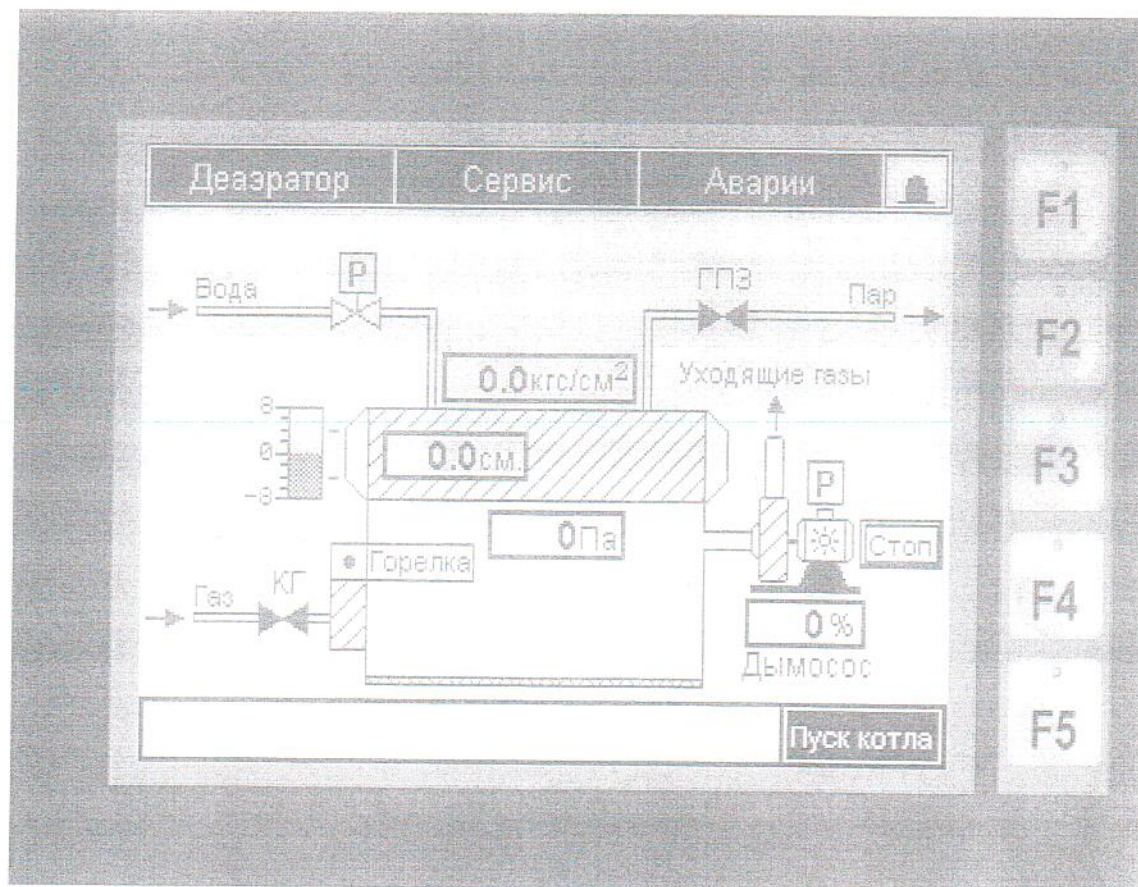 Деаэратор Сервис Аварии
F1
Вода Р ГПЗ Пар
F2
0.0кгс/см² Уходящие газы
8
0
-8
0.0см.
F3
Р
0Па Стоп
Горелка
Газ КГ
F4
0%
Дымосос
Пуск котла
F5